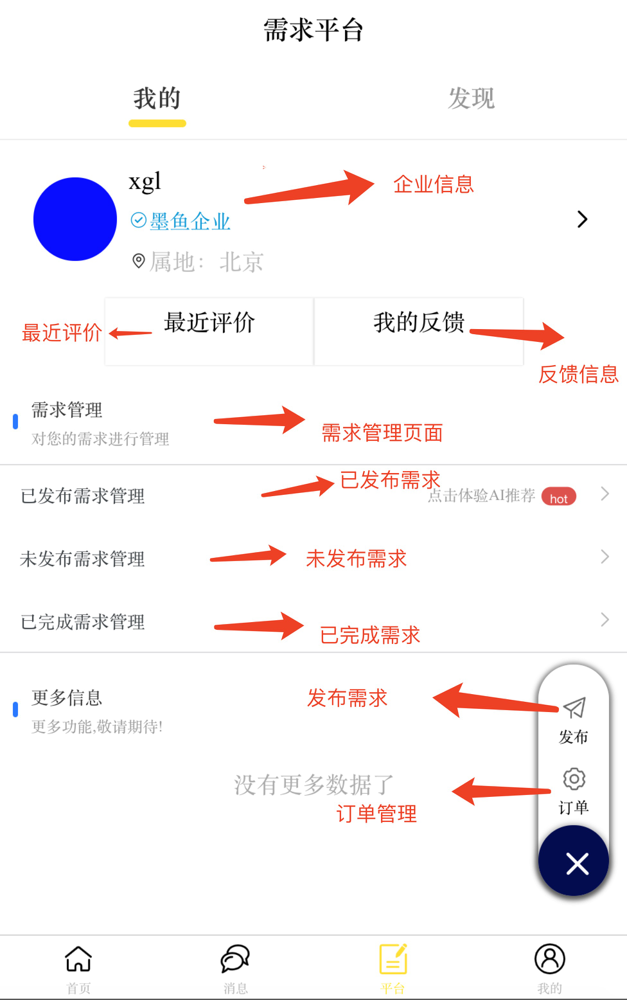 需求平台
我的
发现
xgl
企业信息
墨鱼企业
属地： 北京
最近评价
最近评价
我的反馈
反馈信息
需求管理
对您的需求进行管理
需求管理页面
已发布需求
已发布需求管理
点击体验AI推荐
hot
未发布需求管理
未发布需求
已完成需求管理
已完成需求
更多信息
更多功能,敬请期待!
发布需求
发布
没有更多数据了
订单管理
订单
首页
消息
平台
我的